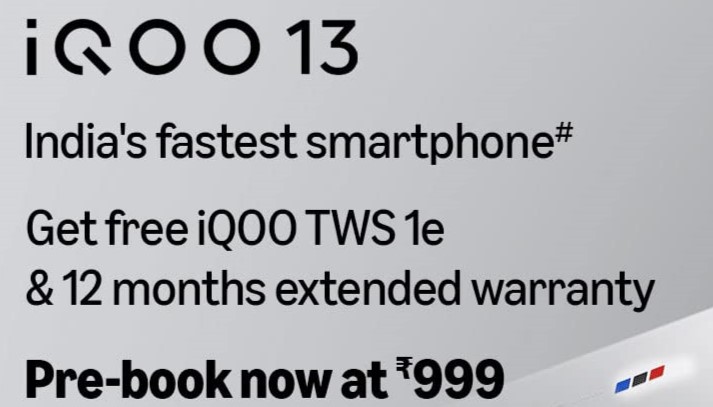 iQOO 13
India's fastest smartphone#
Get free iQOO TWS 1e
& 12 months extended warranty
Pre-book now at ₹999